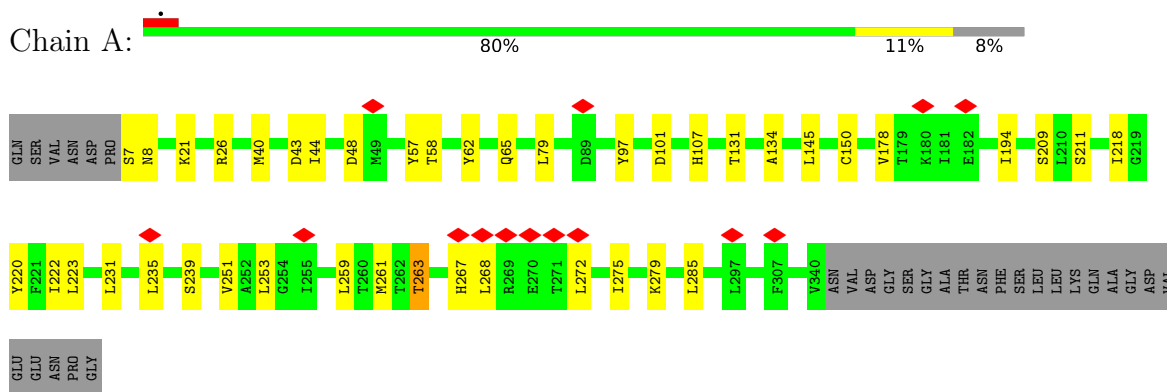 Chain A:
80% 11% 8%
GLN SER VAL ASN ASP PRO S7 N8 K21 R26 M40 D43 I44 D48 M49 Y57 T58 Y62 Q65 L79 D89 Y97 D101 H107 T131 A134 L145 C150 V178 T179 K180 I181 E182 I194 S209 L210 S211 I218 G219
Y220 F221 I222 L223 L231 L235 S239 V251 A252 L253 G254 I255 L259 T260 M261 T262 T263 H267 L268 R269 E270 T271 L272 I275 K279 L285 L297 F307 V340 ASN VAL ASP GLY SER GLY ALA THR ASN PHE SER LEU LEU LYS GLN ALA GLY ASP VAL
GLU GLU ASN PRO GLY